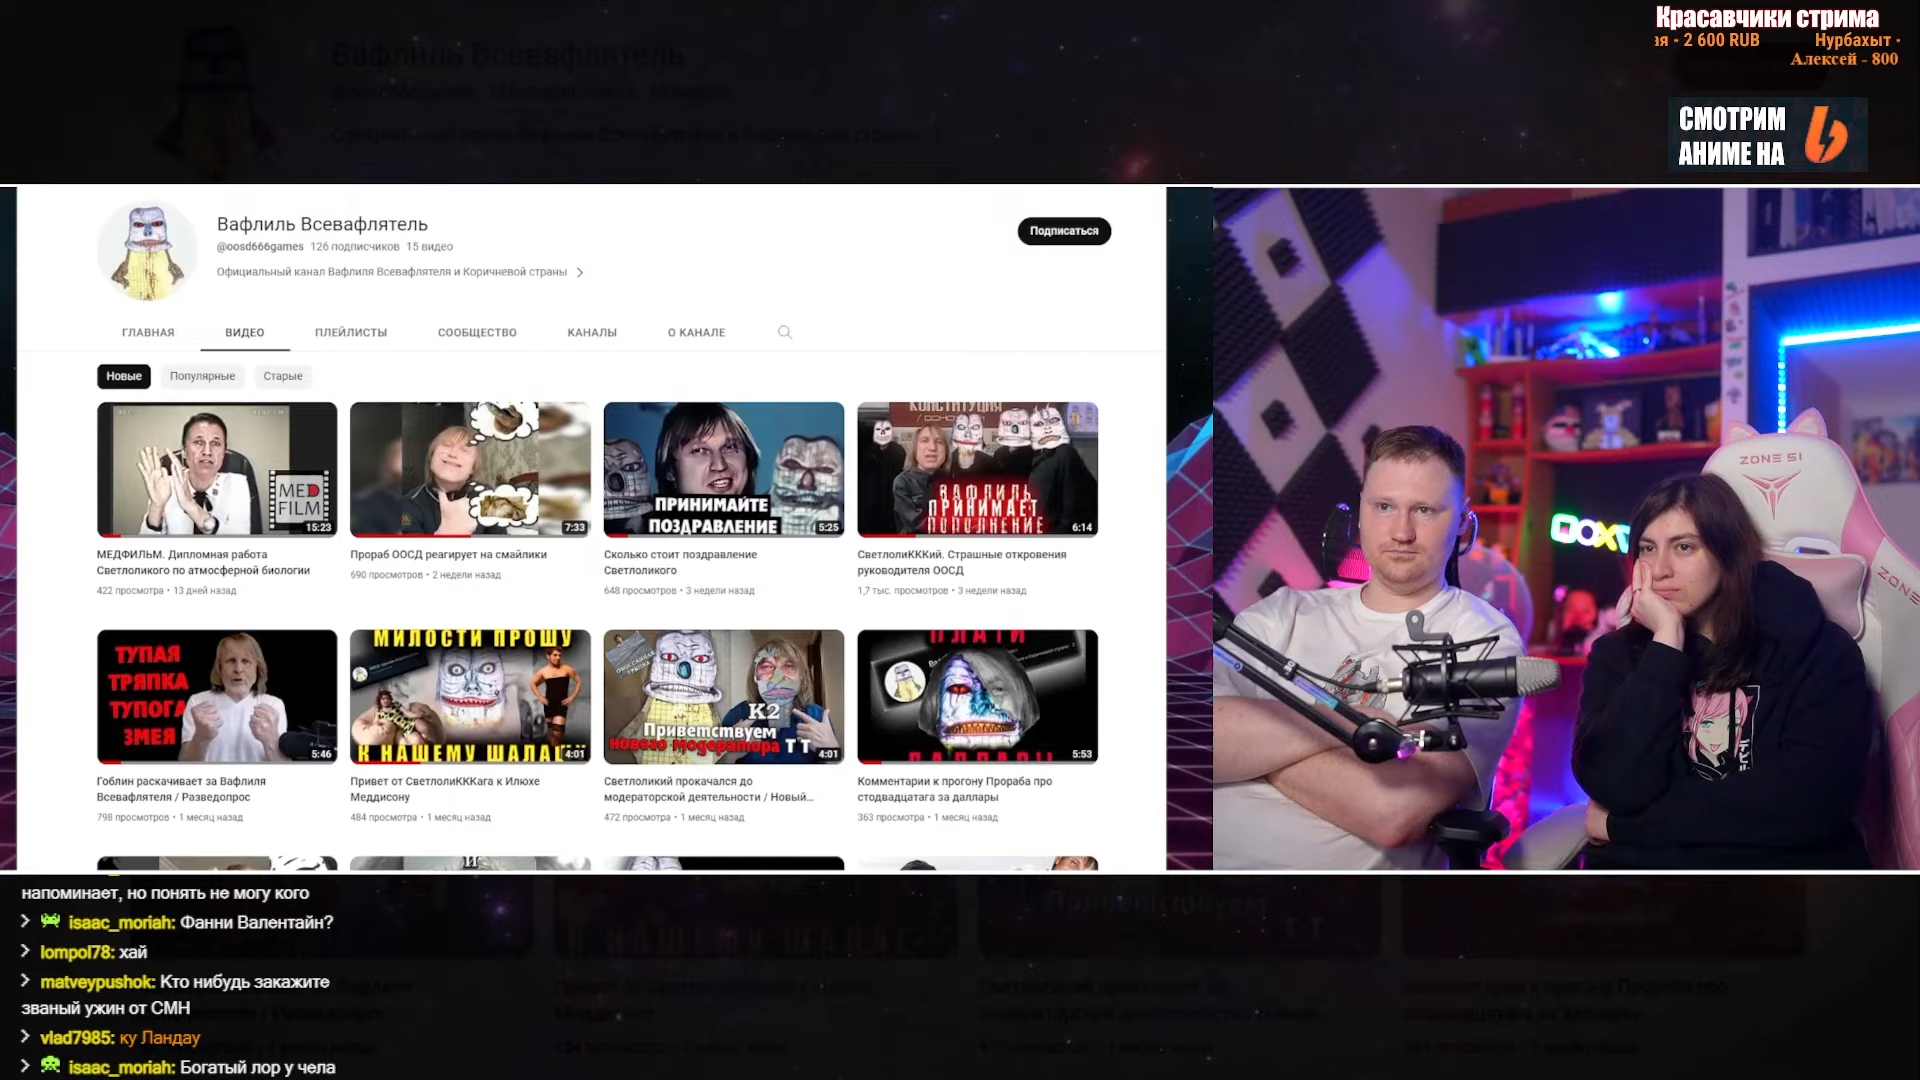 Красавчики стрима
ая - 2 600 RUB Нурбахыт -
Алексей - 800
СМОТРИМ
АНИМЕ НА
Вафлиль Всевафлятель
@oosd666games 126 подписчиков 15 видео
Официальный канал Вафлиля Всевафлятеля и Коричневой страны
Подписаться
ГЛАВНАЯ ВИДЕО ПЛЕЙЛИСТЫ СООБЩЕСТВО КАНАЛЫ О КАНАЛЕ
Новые Популярные Старые
MED
FILM
15:23
7:33
ПРИНИМАЙТЕ
ПОЗДРАВЛЕНИЕ
5:25
КОНСТИТУЦИЯ
ВАФЛИЛЬ
ПРИНИМАЕТ
ПОПОЛНЕНИЕ
6:14
МЕДФИЛЬМ. Дипломная работа
Светлоликого по атмосферной биологии
422 просмотра • 13 дней назад
Прораб ООСД реагирует на смайлики
690 просмотров • 2 недели назад
Сколько стоит поздравление
Светлоликого
648 просмотров • 3 недели назад
СветлолиКККий. Страшные откровения
руководителя ООСД
1,7 тыс. просмотров • 3 недели назад
ТУПАЯ
ТРЯПКА
ТУПОГА
ЗМЕЯ
5:46
МИЛОСТИ ПРОШУ
К НАШЕМУ ШАЛАШУ
4:01
К2
Приветствуем
нового модератора ТТ
4:01
ПЛАТИ
5:53
Гоблин раскачивает за Вафлиля
Всевафлятеля / Разведопрос
798 просмотров • 1 месяц назад
Привет от СветлолиКККага к Илюхе
Меддисону
484 просмотра • 1 месяц назад
Светлоликий прокачался до
модераторской деятельности / Новый...
472 просмотра • 1 месяц назад
Комментарии к прогону Прораба про
стодвадцатага за даллары
363 просмотра • 1 месяц назад
ZONE 51
ZONE
напоминает, но понять не могу кого
isaac_moriah: Фанни Валентайн?
lompol78: хай
matveypushok: Кто нибудь закажите
званый ужин от СМН
vlad7985: ку Ландау
isaac_moriah: Богатый лор у чела